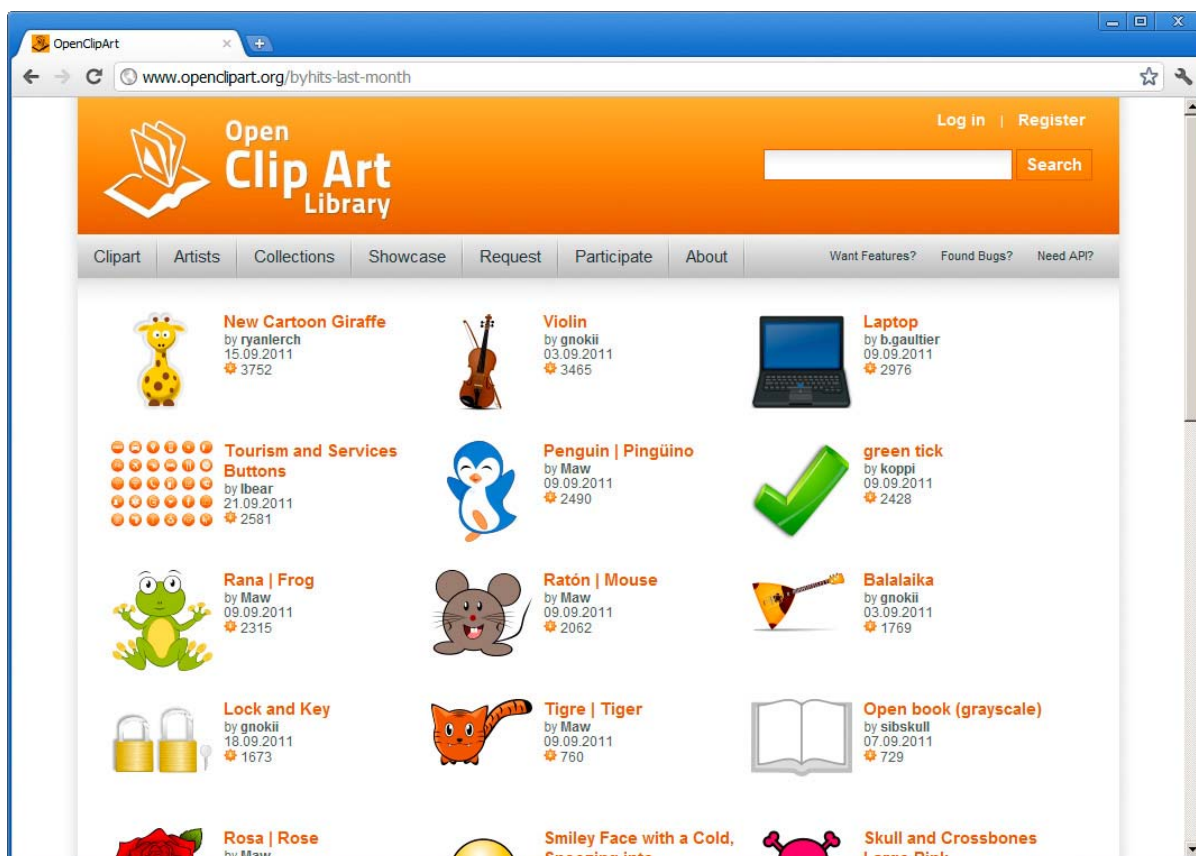 OpenClipArt
www.openclipart.org/byhits-last-month
Log in | Register
Open
Clip Art
Library
Search
Clipart Artists Collections Showcase Request Participate About Want Features? Found Bugs? Need API?
New Cartoon Giraffe
by ryanlerch
15.09.2011
3752
Violin
by gnokii
03.09.2011
3465
Laptop
by b.gaultier
09.09.2011
2976
Tourism and Services
Buttons
by lbear
21.09.2011
2581
Penguin | Pingüino
by Maw
09.09.2011
2490
green tick
by koppi
09.09.2011
2428
Rana | Frog
by Maw
09.09.2011
2315
Ratón | Mouse
by Maw
09.09.2011
2062
Balalaika
by gnokii
03.09.2011
1769
Lock and Key
by gnokii
18.09.2011
1673
Tigre | Tiger
by Maw
09.09.2011
760
Open book (grayscale)
by sibskull
07.09.2011
729
Rosa | Rose
by Maw
Smiley Face with a Cold,
Sneezing into
Skull and Crossbones
Large Pink